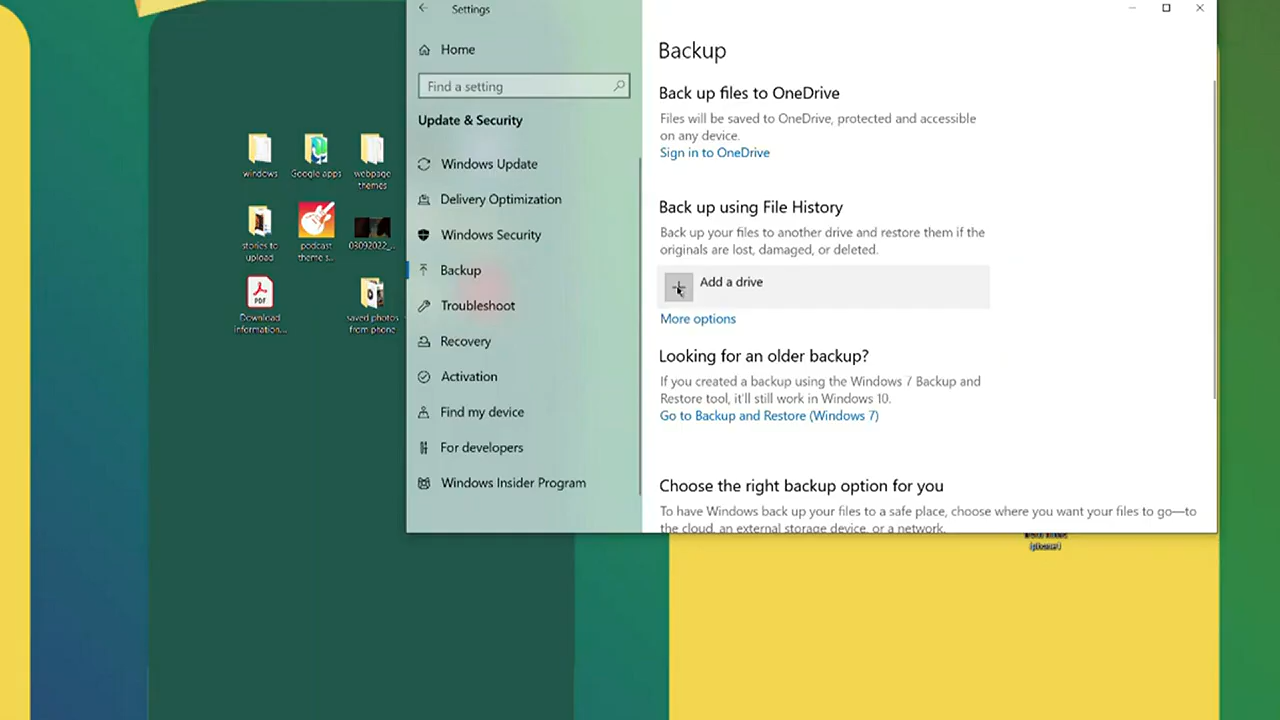 Settings
Home
Find a setting
Update & Security
Windows Update
Delivery Optimization
Windows Security
Backup
Troubleshoot
Recovery
Activation
Find my device
For developers
Windows Insider Program
Backup
Back up files to OneDrive
Files will be saved to OneDrive, protected and accessible
on any device.
Sign in to OneDrive
Back up using File History
Back up your files to another drive and restore them if the
originals are lost, damaged, or deleted.
Add a drive
More options
Looking for an older backup?
If you created a backup using the Windows 7 Backup and
Restore tool, it'll still work in Windows 10.
Go to Backup and Restore (Windows 7)
Choose the right backup option for you
To have Windows back up your files to a safe place, choose where you want your files to go—to
the cloud, an external storage device, or a network.
windows
Google apps
webpage
themes
stories to
upload
podcast
theme s...
03092022_...
PDF
Download
information...
saved photos
from phone